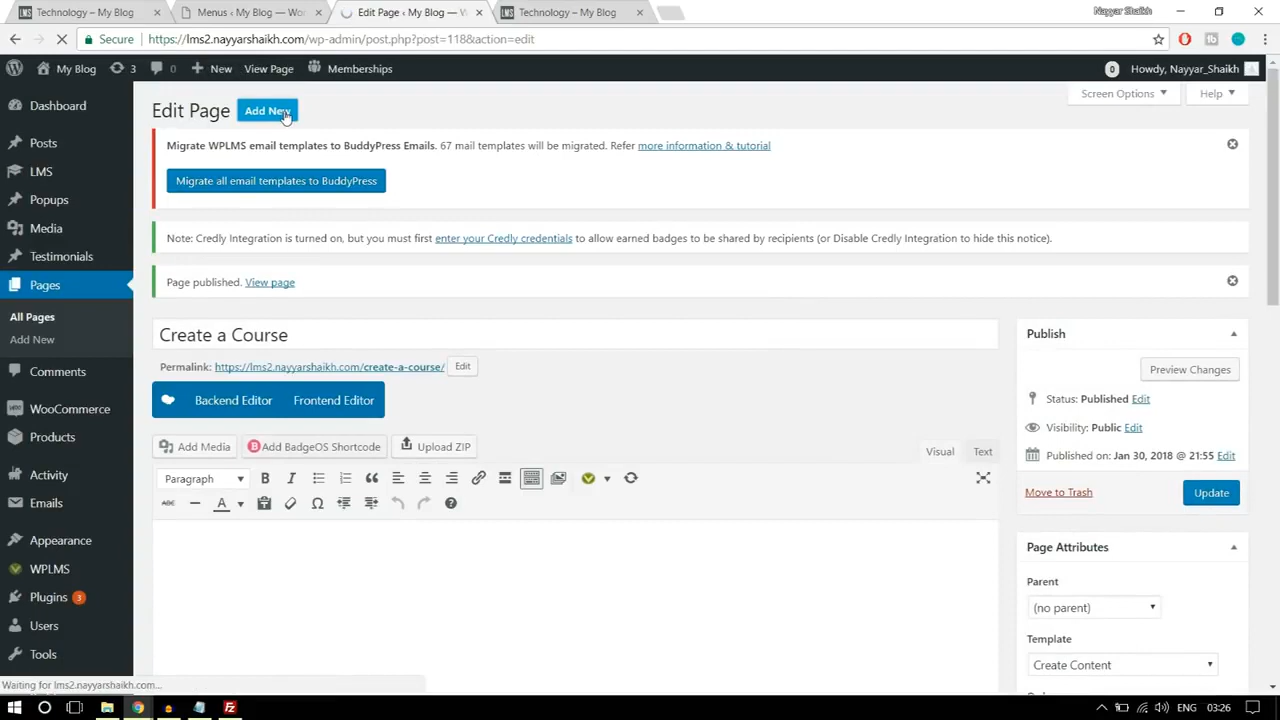 Technology – My Blog
Menus ‹ My Blog — Wor
Edit Page ‹ My Blog — W
Technology – My Blog
Nayyar Shaikh
Secure
https://lms2.nayyarshaikh.com/wp-admin/post.php?post=118&action=edit
My Blog
3
0
New
View Page
Memberships
0
Howdy, Nayyar_Shaikh
Dashboard
Posts
LMS
Popups
Media
Testimonials
Pages
All Pages
Add New
Comments
WooCommerce
Products
Activity
Emails
Appearance
WPLMS
Plugins 3
Users
Tools
Edit Page
Add New
Screen Options
Help
Migrate WPLMS email templates to BuddyPress Emails. 67 mail templates will be migrated. Refer more information & tutorial
Migrate all email templates to BuddyPress
Note: Credly Integration is turned on, but you must first enter your Credly credentials to allow earned badges to be shared by recipients (or Disable Credly Integration to hide this notice).
Page published. View page
Create a Course
Permalink: https://lms2.nayyarshaikh.com/create-a-course/ Edit
Backend Editor
Frontend Editor
Add Media
Add BadgeOS Shortcode
Upload ZIP
Visual
Text
Paragraph
B
I
ABC
A
Publish
Preview Changes
Status: Published Edit
Visibility: Public Edit
Published on: Jan 30, 2018 @ 21:55 Edit
Move to Trash
Update
Page Attributes
Parent
(no parent)
Template
Create Content
Waiting for lms2.nayyarshaikh.com...
ENG
03:26